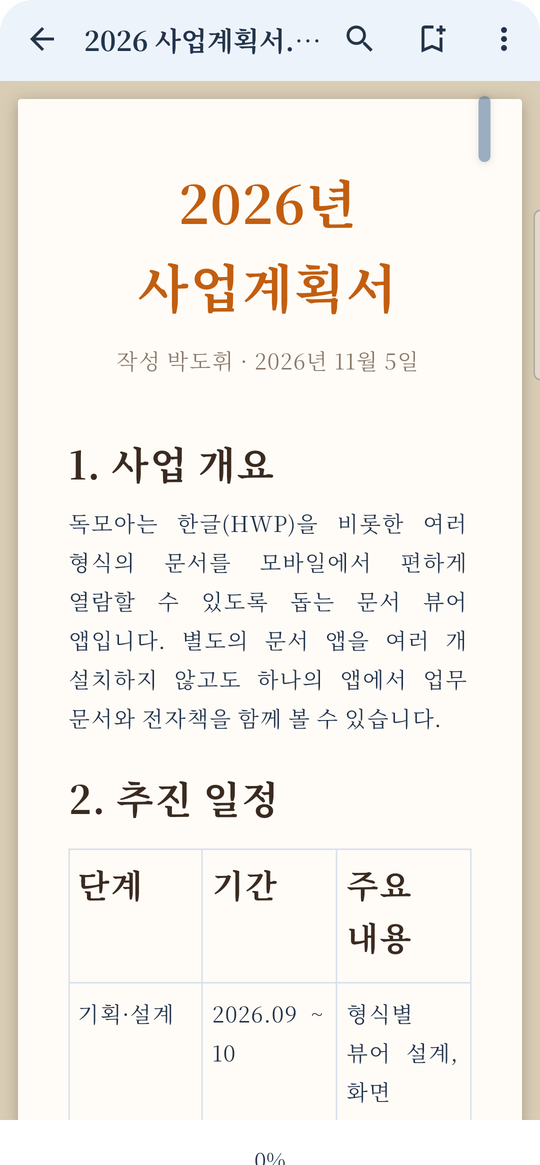 2026 사업계획서.…
2026년
사업계획서
작성 박도휘 · 2026년 11월 5일
1. 사업 개요
독모아는 한글(HWP)을 비롯한 여러
형식의 문서를 모바일에서 편하게
열람할 수 있도록 돕는 문서 뷰어
앱입니다. 별도의 문서 앱을 여러 개
설치하지 않고도 하나의 앱에서 업무
문서와 전자책을 함께 볼 수 있습니다.
2. 추진 일정
단계
기간
주요
내용
기획·설계
2026.09 ~
10
형식별
뷰어 설계,
화면
0%